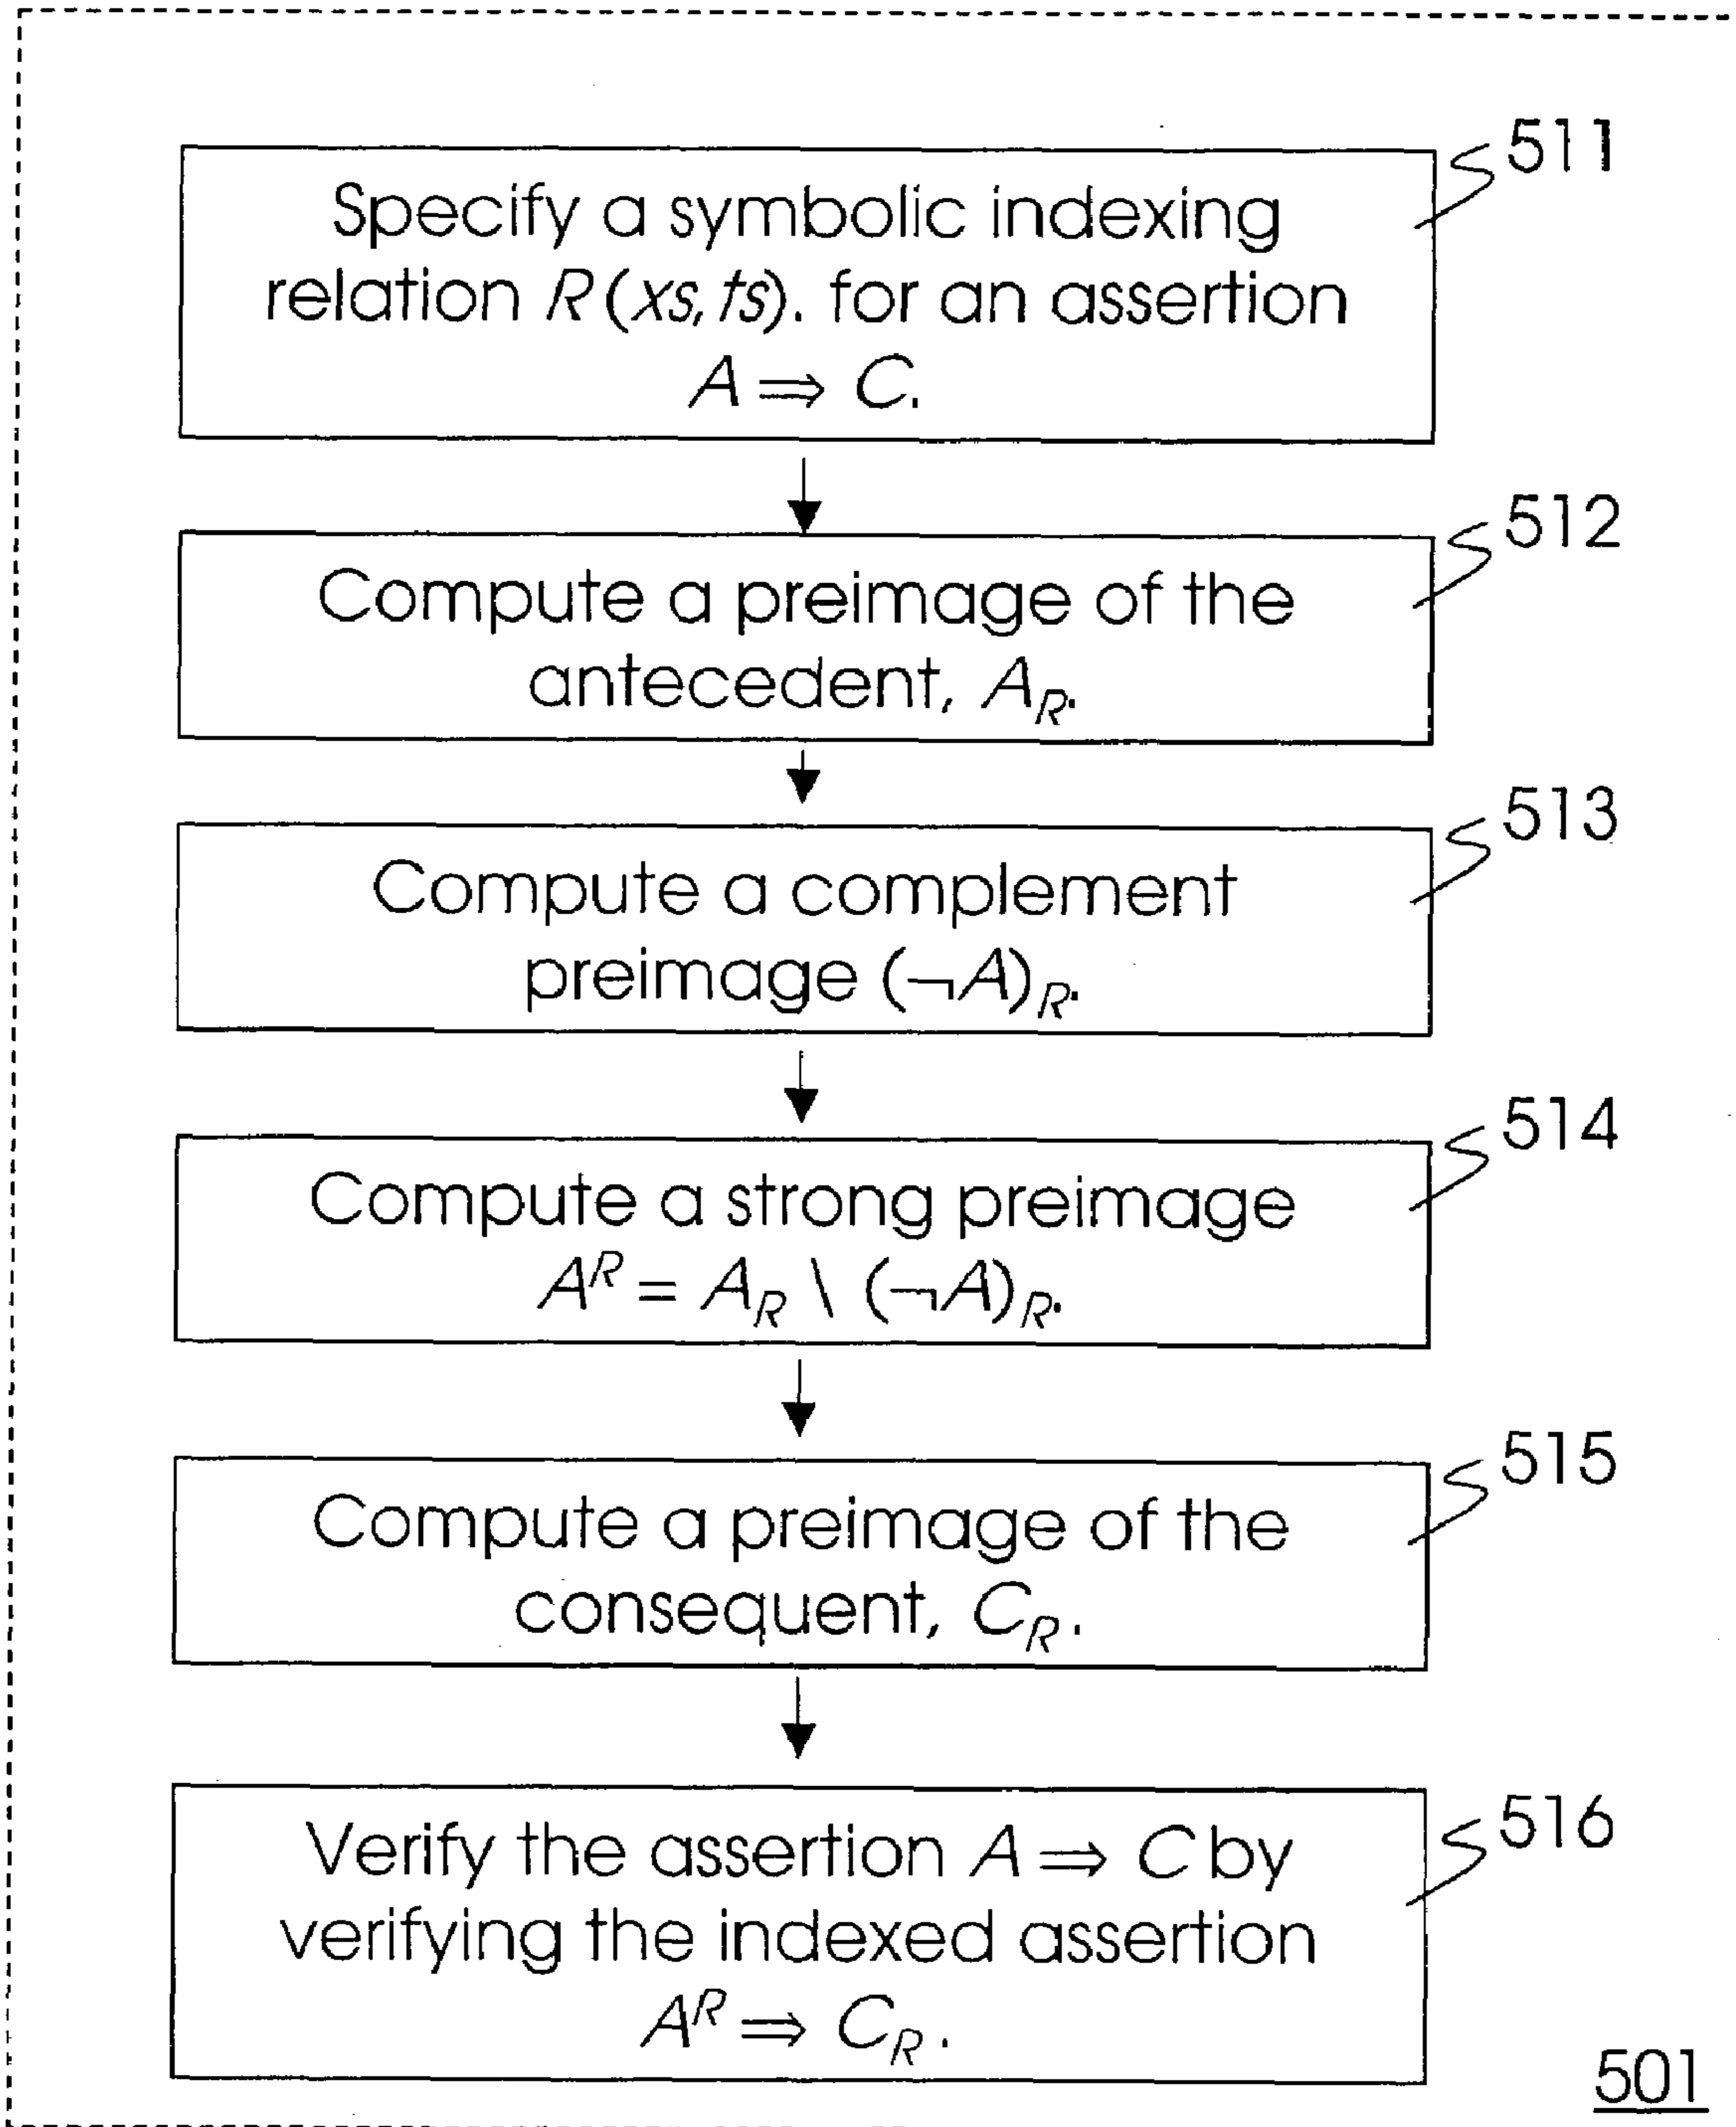 511
Specify a symbolic indexing
relation R(xs, ts). for an assertion
A ⇒ C.
512
Compute a preimage of the
antecedent, A_R.
513
Compute a complement
preimage (¬A)_R.
514
Compute a strong preimage
A^R = A_R \ (¬A)_R.
515
Compute a preimage of the
consequent, C_R.
516
Verify the assertion A ⇒ C by
verifying the indexed assertion
A^R ⇒ C_R.
501